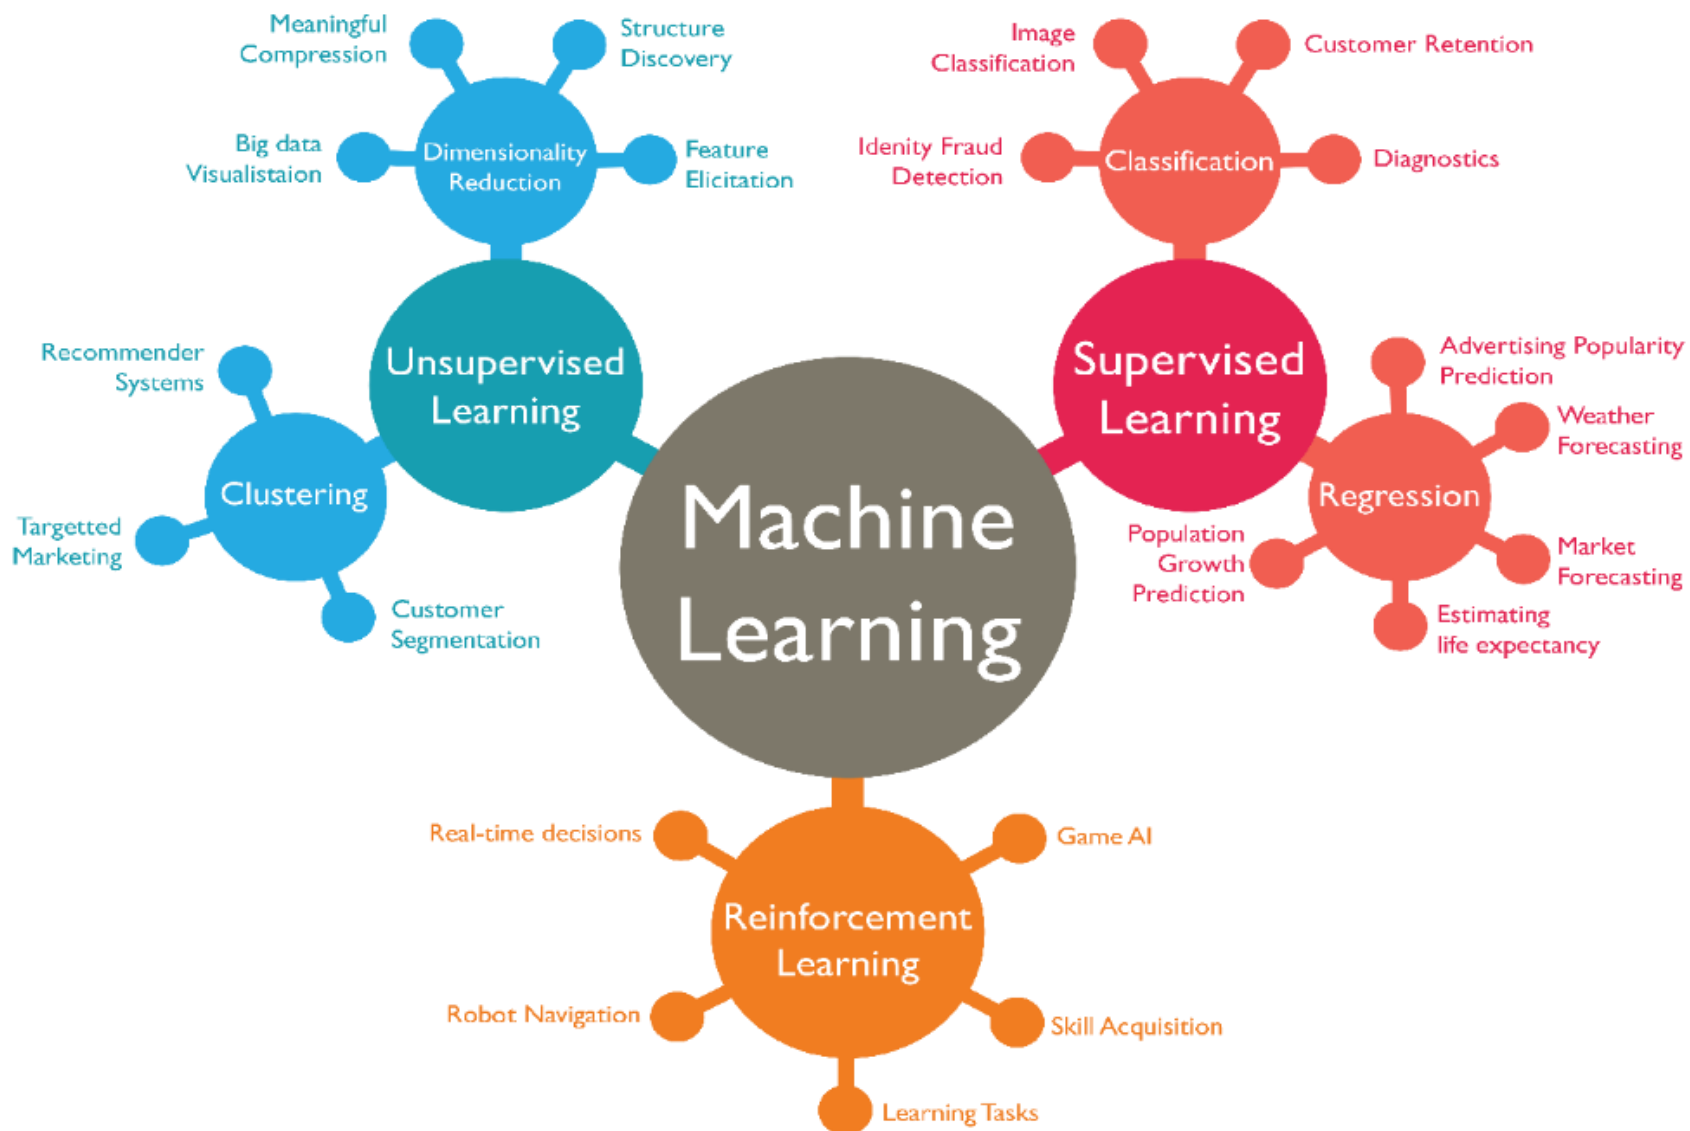 Meaningful
Compression
Structure
Discovery
Big data
Visualistaion
Dimensionality
Reduction
Feature
Elicitation
Image
Classification
Customer Retention
Idenity Fraud
Detection
Classification
Diagnostics
Unsupervised
Learning
Recommender
Systems
Clustering
Targetted
Marketing
Customer
Segmentation
Machine
Learning
Supervised
Learning
Advertising Popularity
Prediction
Weather
Forecasting
Regression
Population
Growth
Prediction
Market
Forecasting
Estimating
life expectancy
Real-time decisions
Game AI
Reinforcement
Learning
Robot Navigation
Skill Acquisition
Learning Tasks